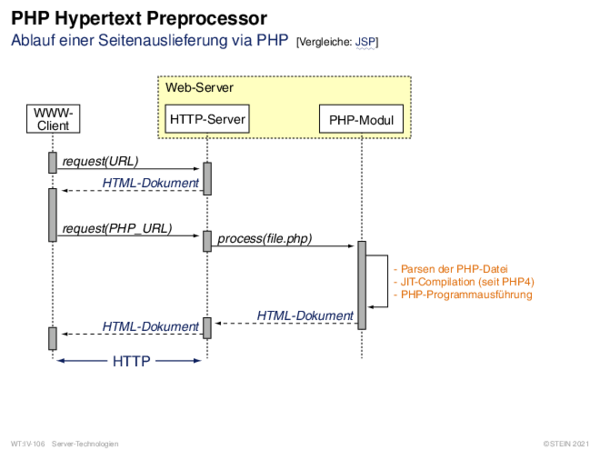 PHP Hypertext Preprocessor
Ablauf einer Seitenauslieferung via PHP [Vergleiche: JSP]
Web-Server
WWW-
Client
HTTP-Server
PHP-Modul
request(URL)
HTML-Dokument
request(PHP_URL)
process(file.php)
- Parsen der PHP-Datei
- JIT-Compilation (seit PHP4)
- PHP-Programmausführung
HTML-Dokument
HTML-Dokument
HTTP
WT:IV-106 Server-Technologien
©STEIN 2021